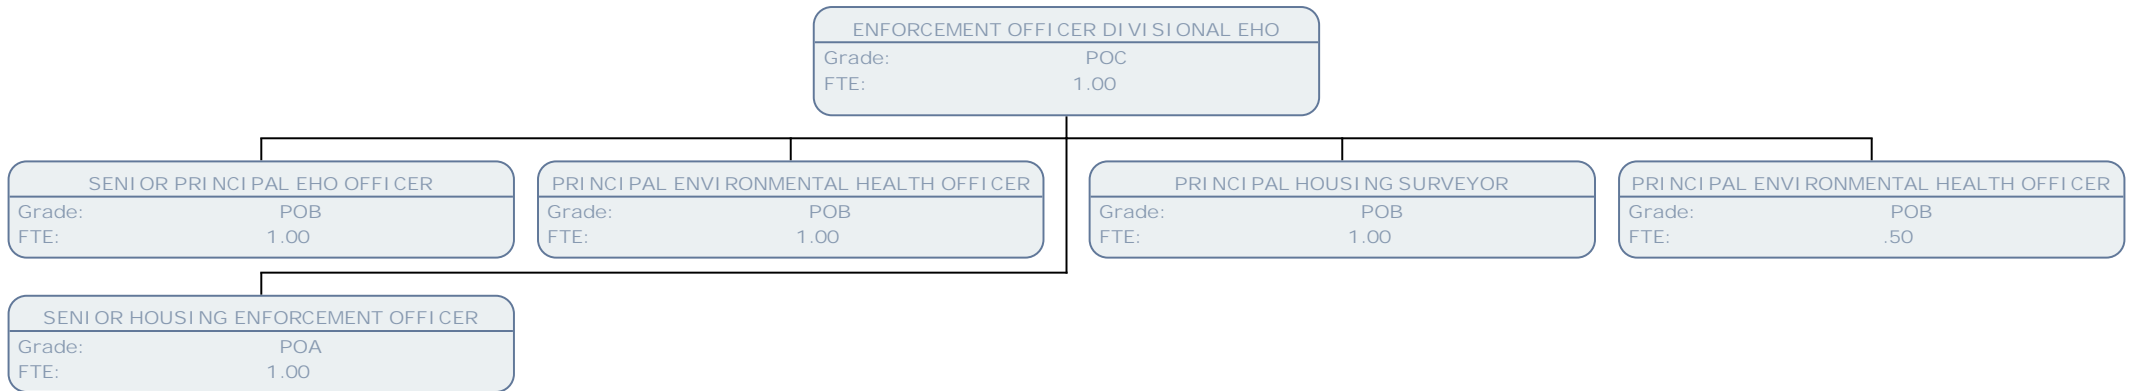 ENFORCEMENT OFFICER DIVISIONAL EHO
Grade: POC
FTE: 1.00
SENIOR PRINCIPAL EHO OFFICER
Grade: POB
FTE: 1.00
PRINCIPAL ENVIRONMENTAL HEALTH OFFICER
Grade: POB
FTE: 1.00
PRINCIPAL HOUSING SURVEYOR
Grade: POB
FTE: 1.00
PRINCIPAL ENVIRONMENTAL HEALTH OFFICER
Grade: POB
FTE: .50
SENIOR HOUSING ENFORCEMENT OFFICER
Grade: POA
FTE: 1.00